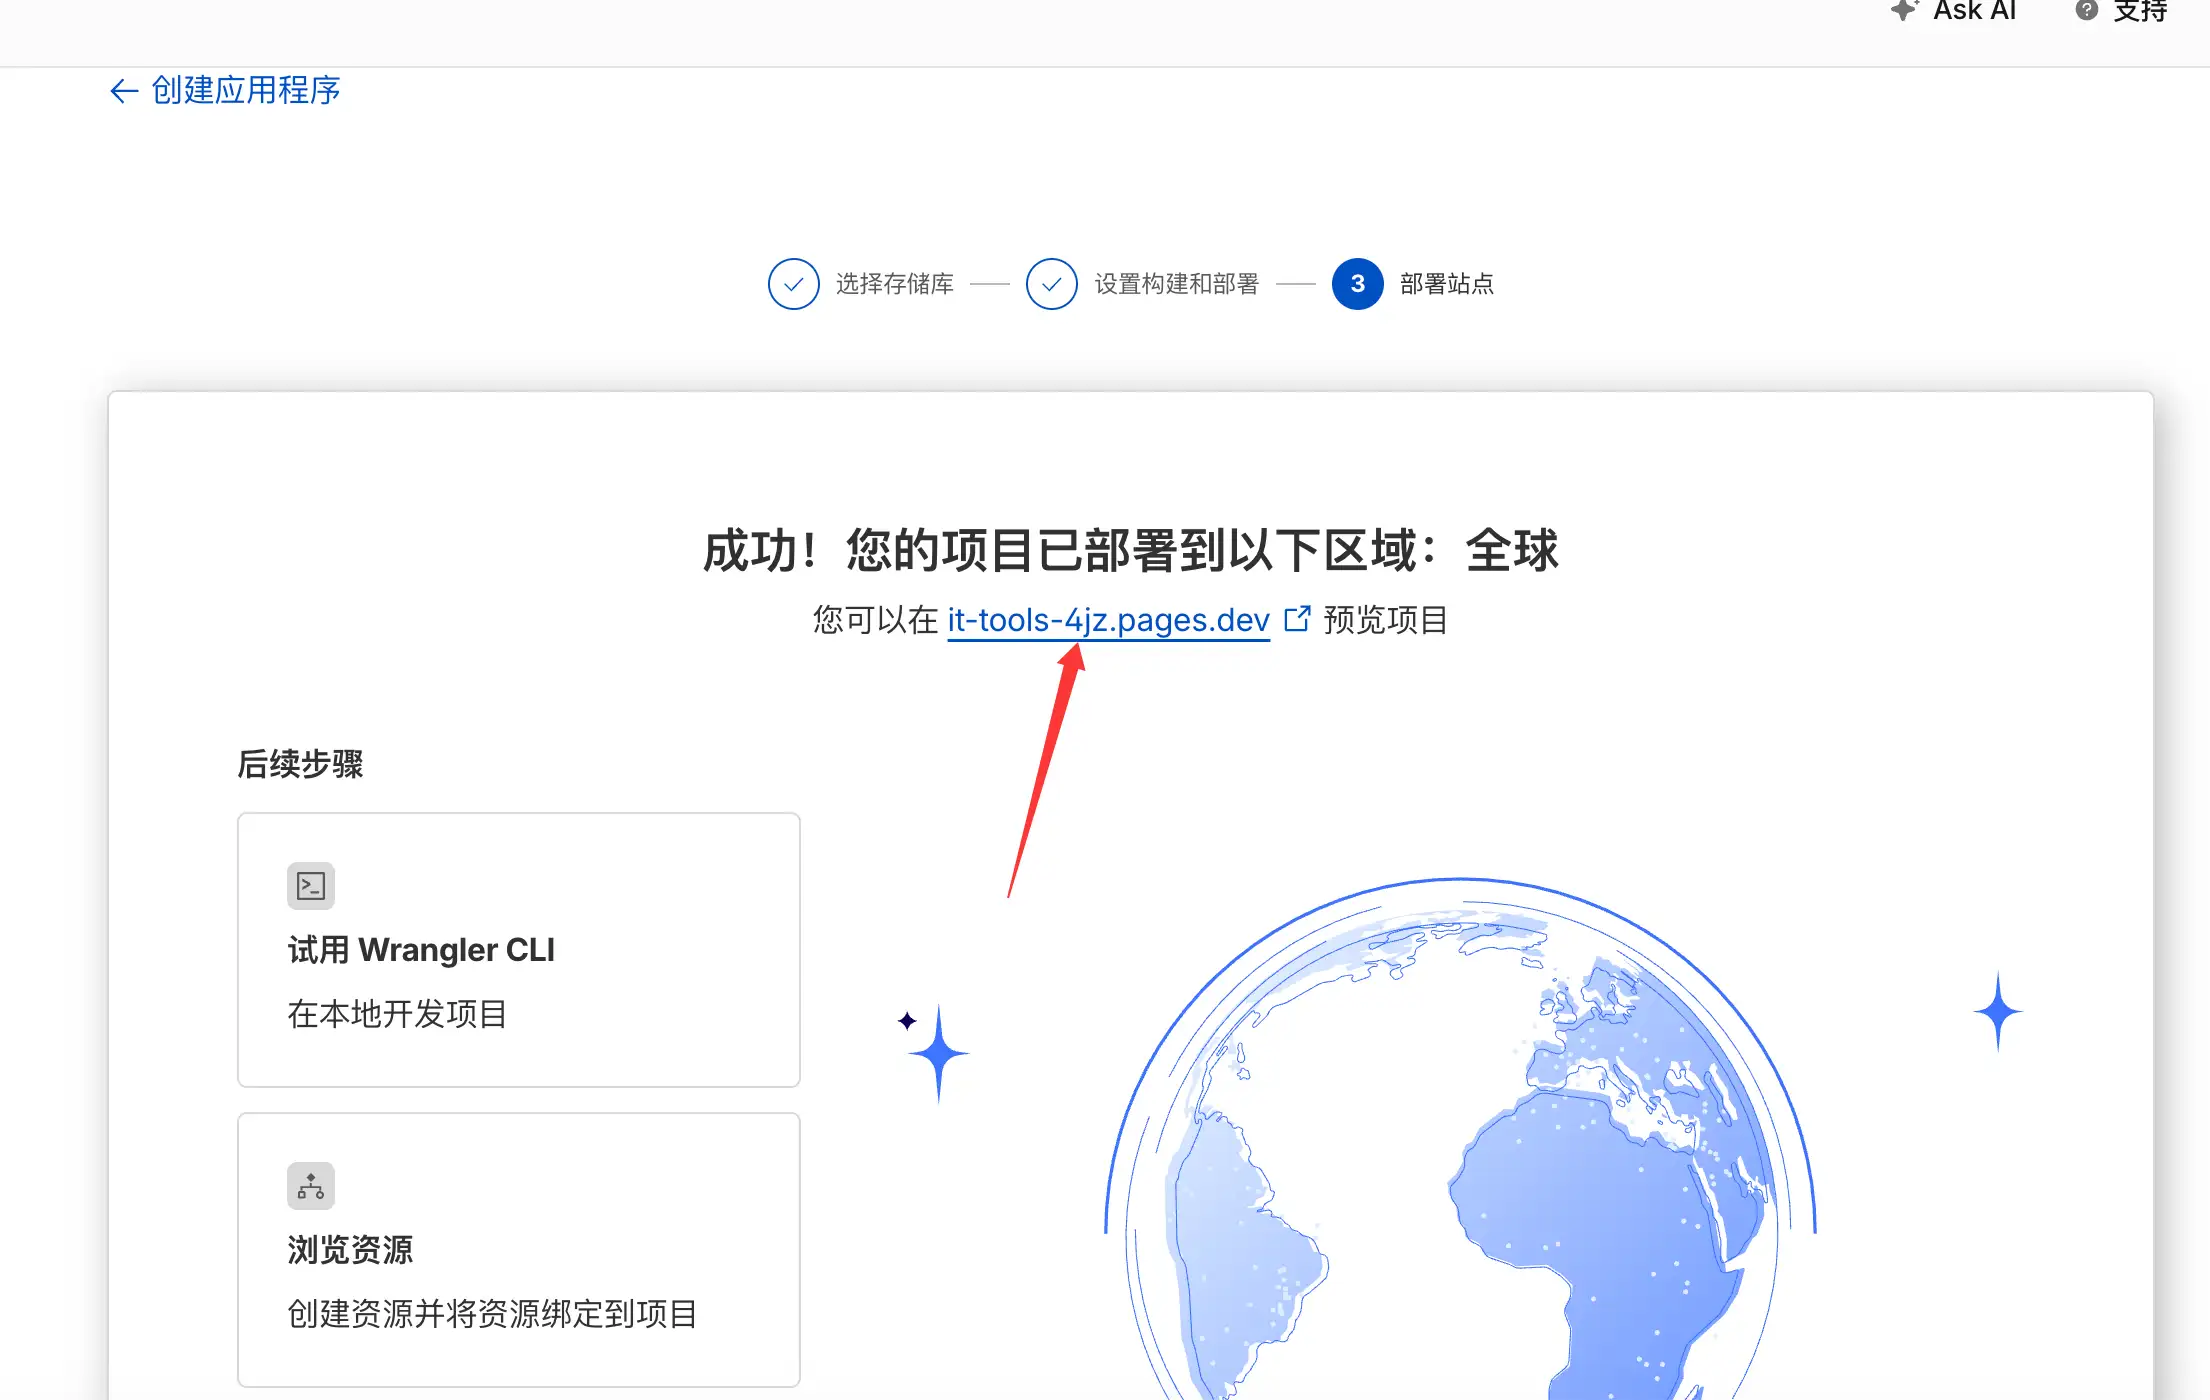 Ask AI
支持
← 创建应用程序
选择存储库
设置构建和部署
3 部署站点
成功！您的项目已部署到以下区域：全球
您可以在 it-tools-4jz.pages.dev 预览项目
后续步骤
试用 Wrangler CLI
在本地开发项目
浏览资源
创建资源并将资源绑定到项目